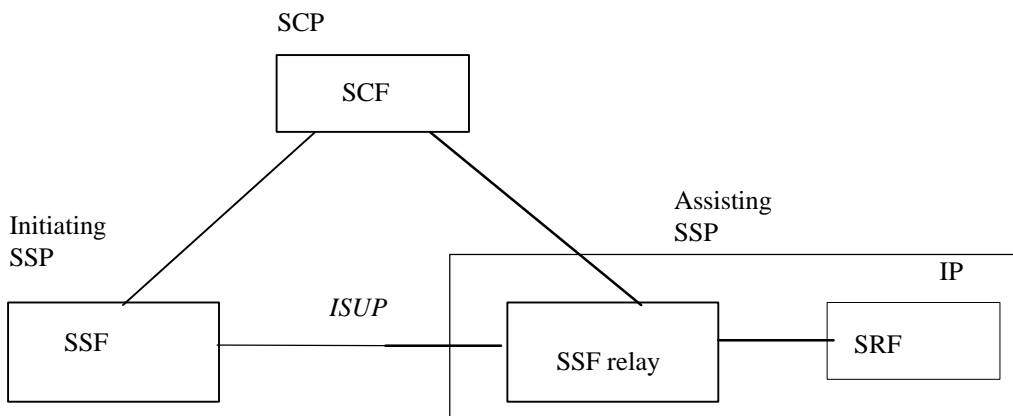 SCP
SCF
Initiating
SSP
Assisting
SSP
IP
ISUP
SSF
SSF relay
SRF